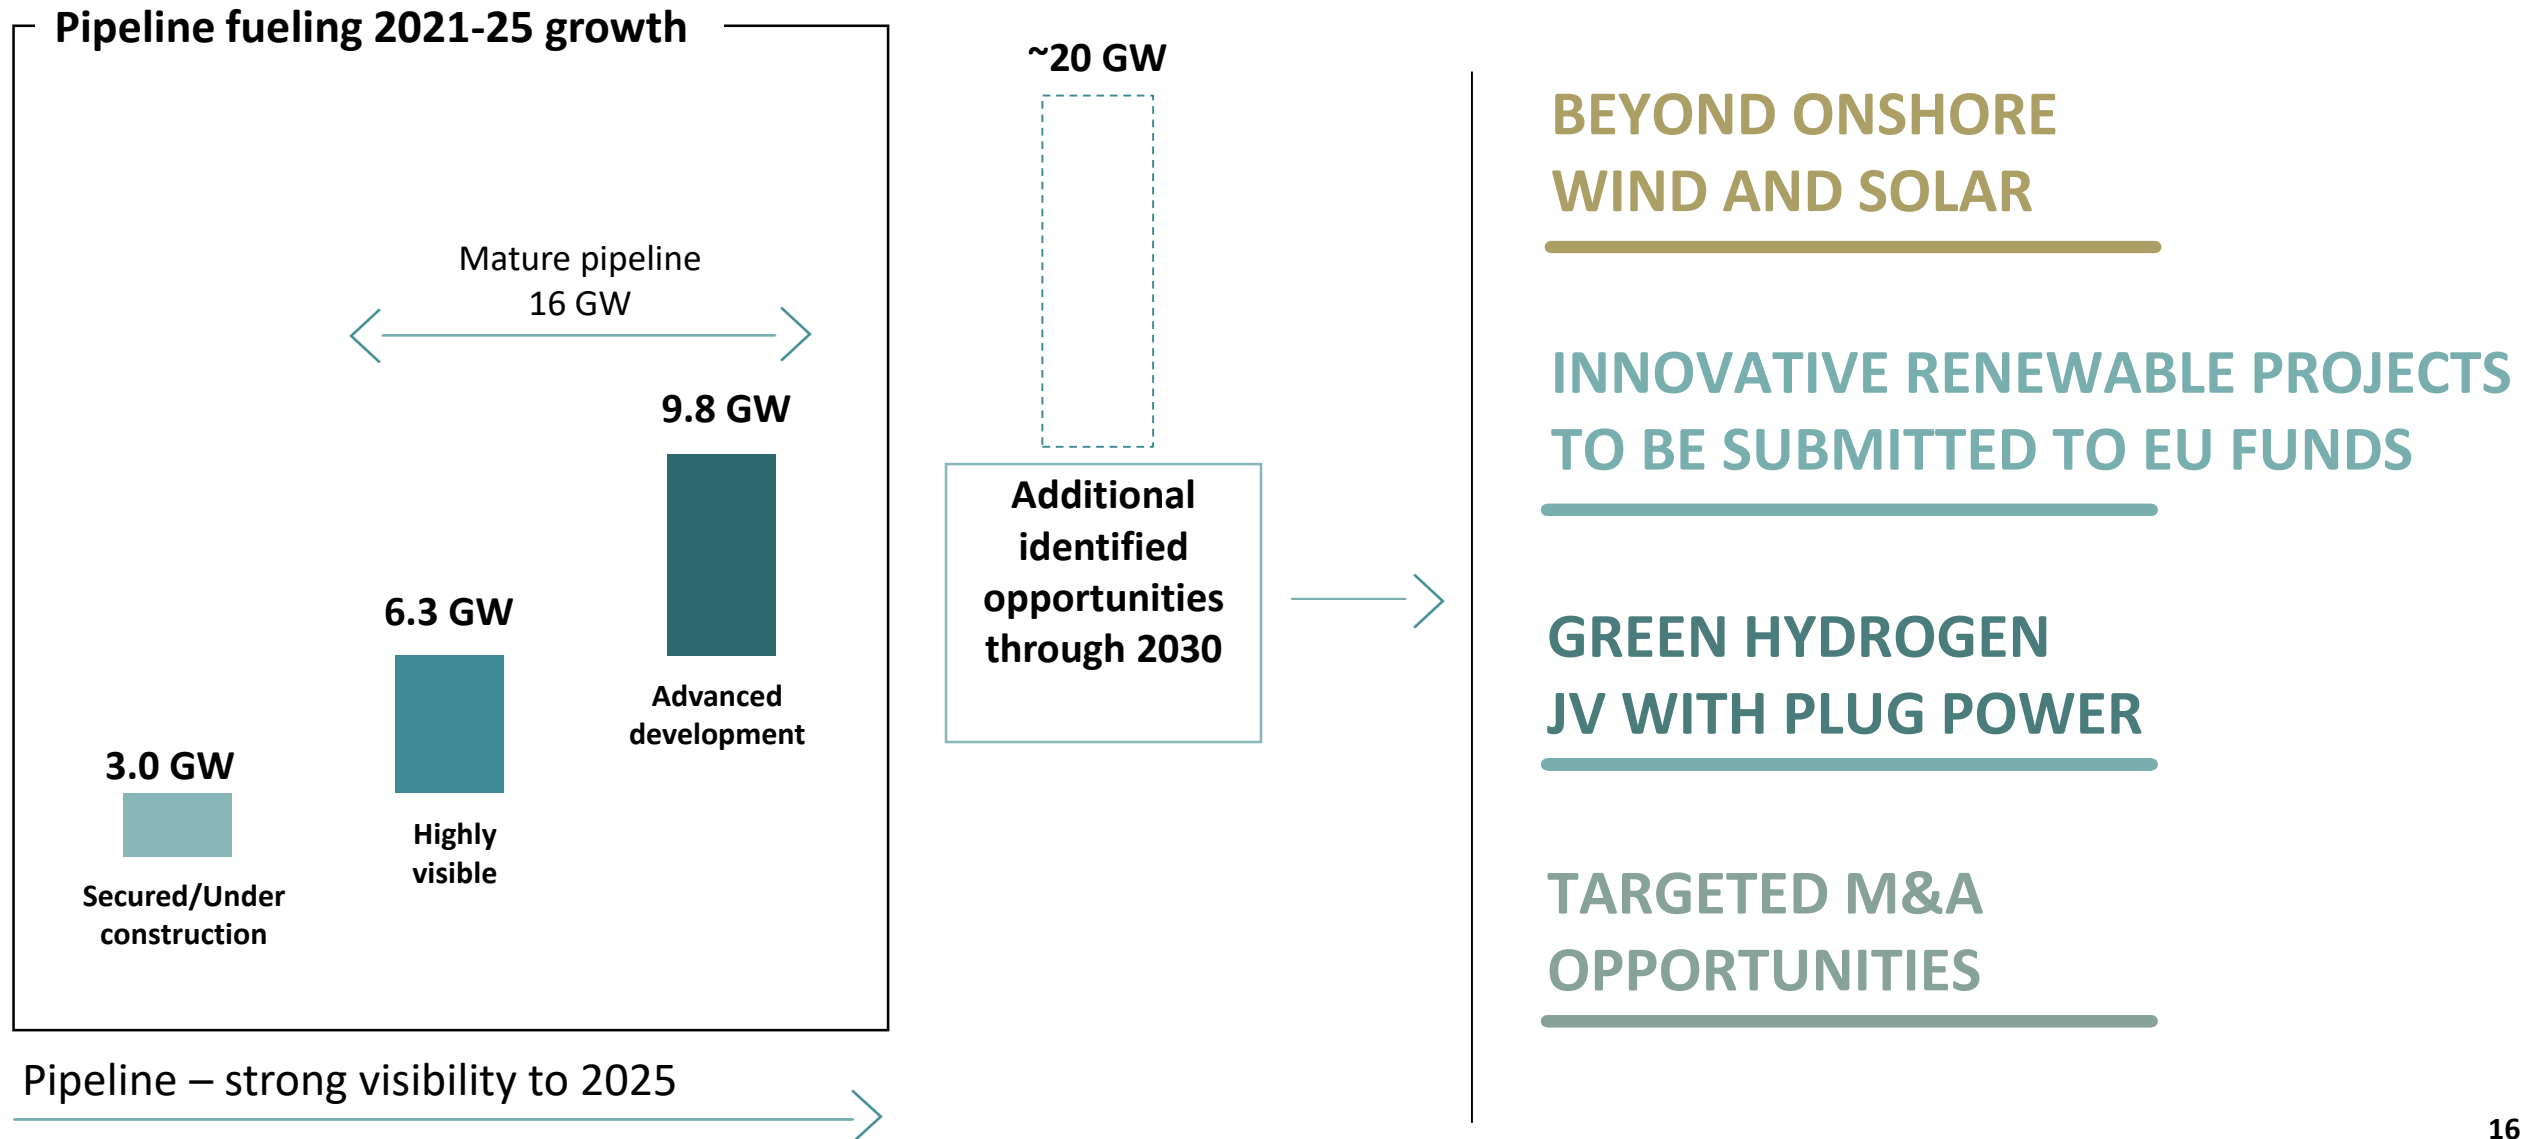 Pipeline fueling 2021-25 growth
Mature pipeline
16 GW
9.8 GW
Advanced
development
6.3 GW
Highly
visible
3.0 GW
Secured/Under
construction
Pipeline – strong visibility to 2025
~20 GW
Additional
identified
opportunities
through 2030
BEYOND ONSHORE
WIND AND SOLAR
INNOVATIVE RENEWABLE PROJECTS
TO BE SUBMITTED TO EU FUNDS
GREEN HYDROGEN
JV WITH PLUG POWER
TARGETED M&A
OPPORTUNITIES
16